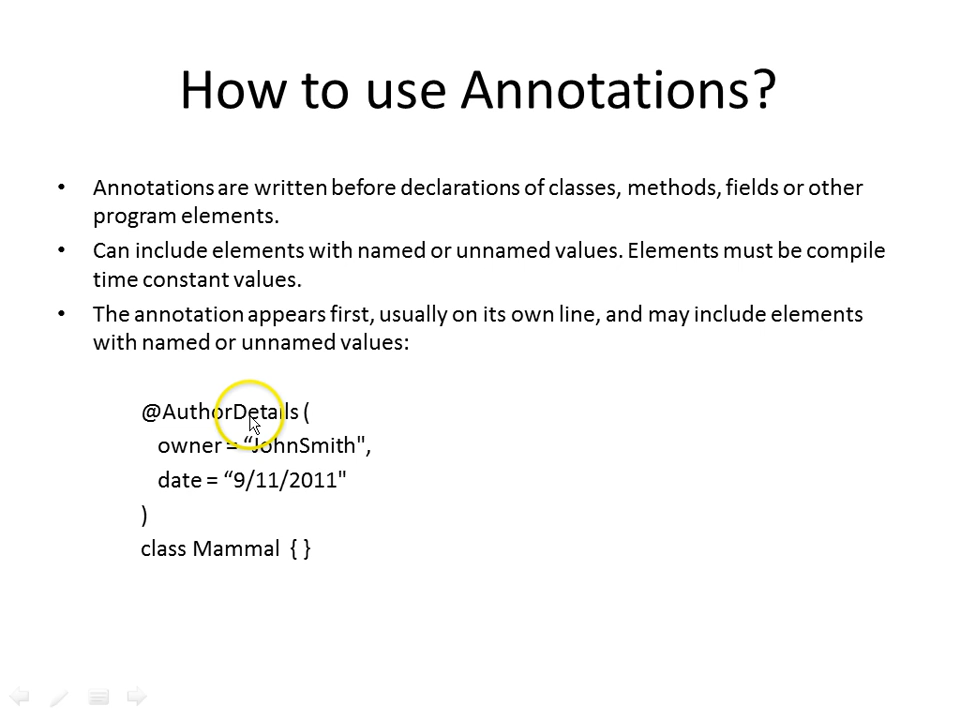 How to use Annotations?
• Annotations are written before declarations of classes, methods, fields or other
program elements.
• Can include elements with named or unnamed values. Elements must be compile
time constant values.
• The annotation appears first, usually on its own line, and may include elements
with named or unnamed values:
@AuthorDetails (
owner = “JohnSmith",
date = “9/11/2011"
)
class Mammal { }